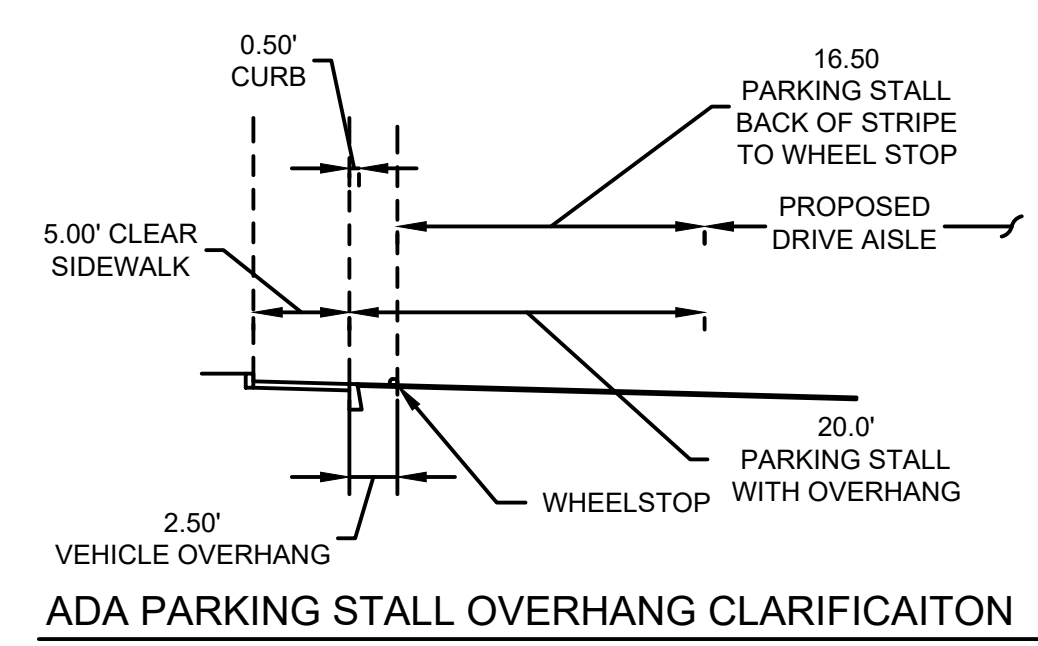 0.50'
CURB
16.50
PARKING STALL
BACK OF STRIPE
TO WHEEL STOP
PROPOSED
DRIVE AISLE
5.00' CLEAR
SIDEWALK
20.0'
PARKING STALL
WITH OVERHANG
WHEELSTOP
2.50'
VEHICLE OVERHANG
ADA PARKING STALL OVERHANG CLARIFICAITON